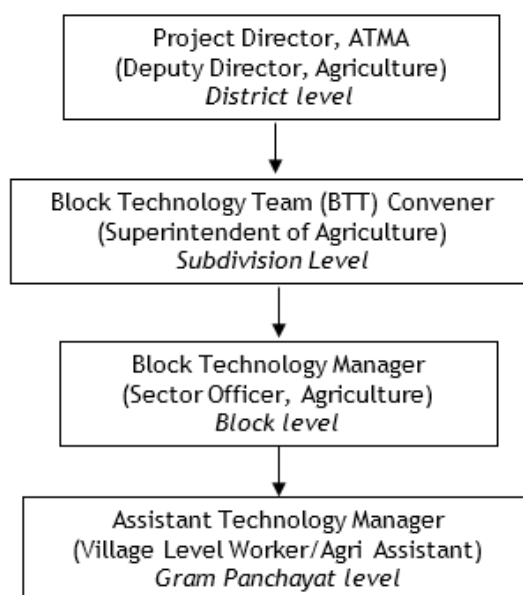 Project Director, ATMA
(Deputy Director, Agriculture)
District level
Block Technology Team (BTT) Convener
(Superintendent of Agriculture)
Subdivision Level
Block Technology Manager
(Sector Officer, Agriculture)
Block level
Assistant Technology Manager
(Village Level Worker/Agri Assistant)
Gram Panchayat level